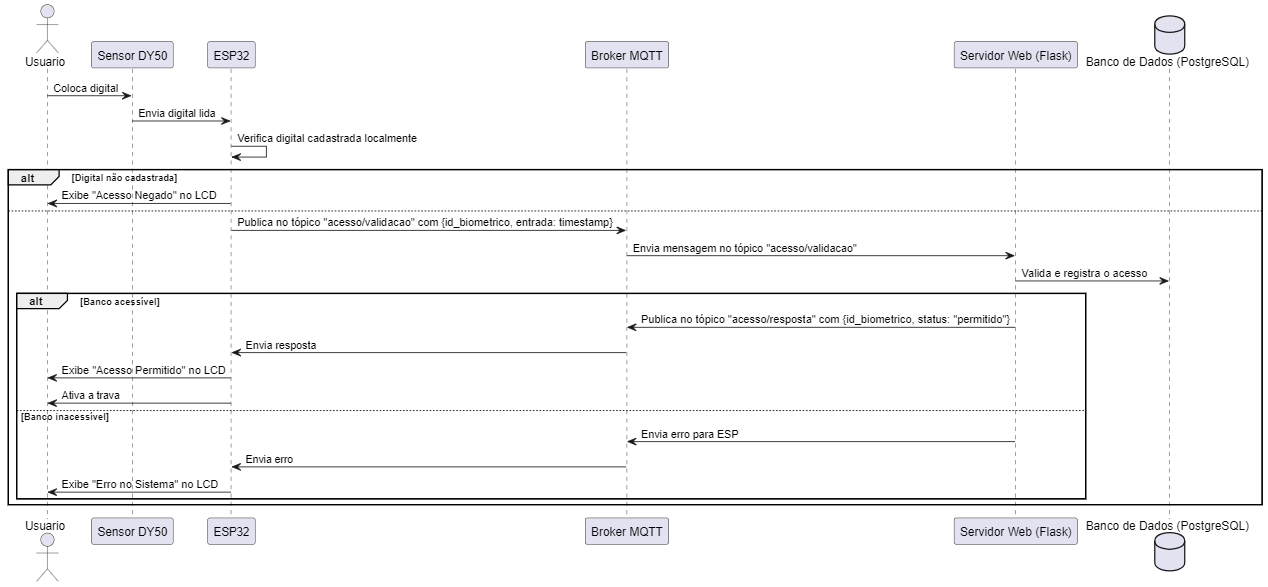 Usuario
Sensor DY50
ESP32
Broker MQTT
Servidor Web (Flask)
Banco de Dados (PostgreSQL)
Coloca digital
Envia digital lida
Verifica digital cadastrada localmente
alt
[Digital não cadastrada]
Exibe "Acesso Negado" no LCD
Publica no tópico "acesso/validacao" com {id_biometrico, entrada: timestamp}
Envia mensagem no tópico "acesso/validacao"
Valida e registra o acesso
alt
[Banco acessível]
Publica no tópico "acesso/resposta" com {id_biometrico, status: "permitido"}
Envia resposta
Exibe "Acesso Permitido" no LCD
Ativa a trava
[Banco inacessível]
Envia erro para ESP
Envia erro
Exibe "Erro no Sistema" no LCD
Usuario
Sensor DY50
ESP32
Broker MQTT
Servidor Web (Flask)
Banco de Dados (PostgreSQL)